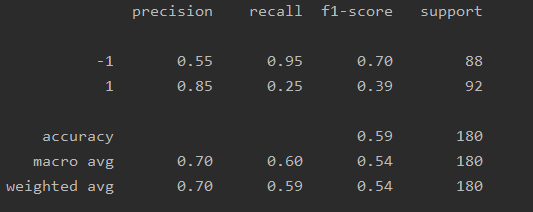 precision recall f1-score support
-1 0.55 0.95 0.70 88
1 0.85 0.25 0.39 92
accuracy 0.59 180
macro avg 0.70 0.60 0.54 180
weighted avg 0.70 0.59 0.54 180